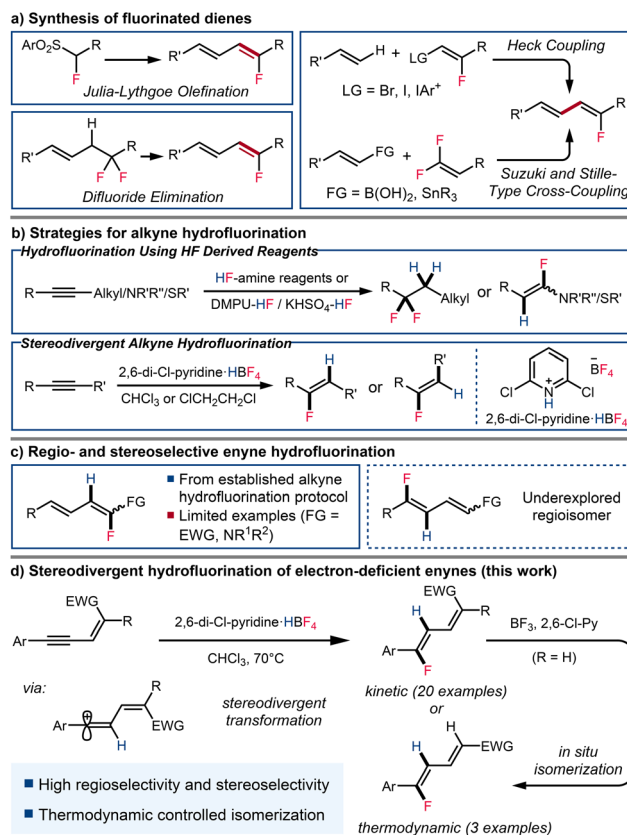 a) Synthesis of fluorinated dienes
ArO2S
R
F
R'
R
F
Julia-Lythgoe Olefination
H
R'
R
F F
R'
R
F
Difluoride Elimination
R'
H
+
LG
R
F
Heck Coupling
LG = Br, I, IAr+
R'
R
F
R'
FG
+
F
F
R
FG = B(OH)2, SnR3
Suzuki and Stille-
Type Cross-Coupling
b) Strategies for alkyne hydrofluorination
Hydrofluorination Using HF Derived Reagents
R
Alkyl/NR'R"/SR'
HF-amine reagents or
DMPU-HF / KHSO4-HF
H H
R
Alkyl
F F
or
F
R
NR'R"/SR'
H
Stereodivergent Alkyne Hydrofluorination
R
R'
2,6-di-Cl-pyridine·HBF4
CHCl3 or ClCH2CH2Cl
H
R
R'
F
or
R'
R
H
F
Cl
N+
H
Cl
−
BF4
2,6-di-Cl-pyridine·HBF4
c) Regio- and stereoselective enyne hydrofluorination
H
R
FG
F
From established alkyne
hydrofluorination protocol
Limited examples (FG =
EWG, NR1R2)
F
R
FG
H
Underexplored
regioisomer
d) Stereodivergent hydrofluorination of electron-deficient enynes (this work)
EWG
R
Ar
2,6-di-Cl-pyridine·HBF4
CHCl3, 70°C
EWG
H
R
Ar
F
BF3, 2,6-Cl-Py
(R = H)
via:
+
R
Ar
EWG
H
stereodivergent
transformation
kinetic (20 examples)
or
H
H
EWG
Ar
F
in situ
isomerization
thermodynamic (3 examples)
High regioselectivity and stereoselectivity
Thermodynamic controlled isomerization